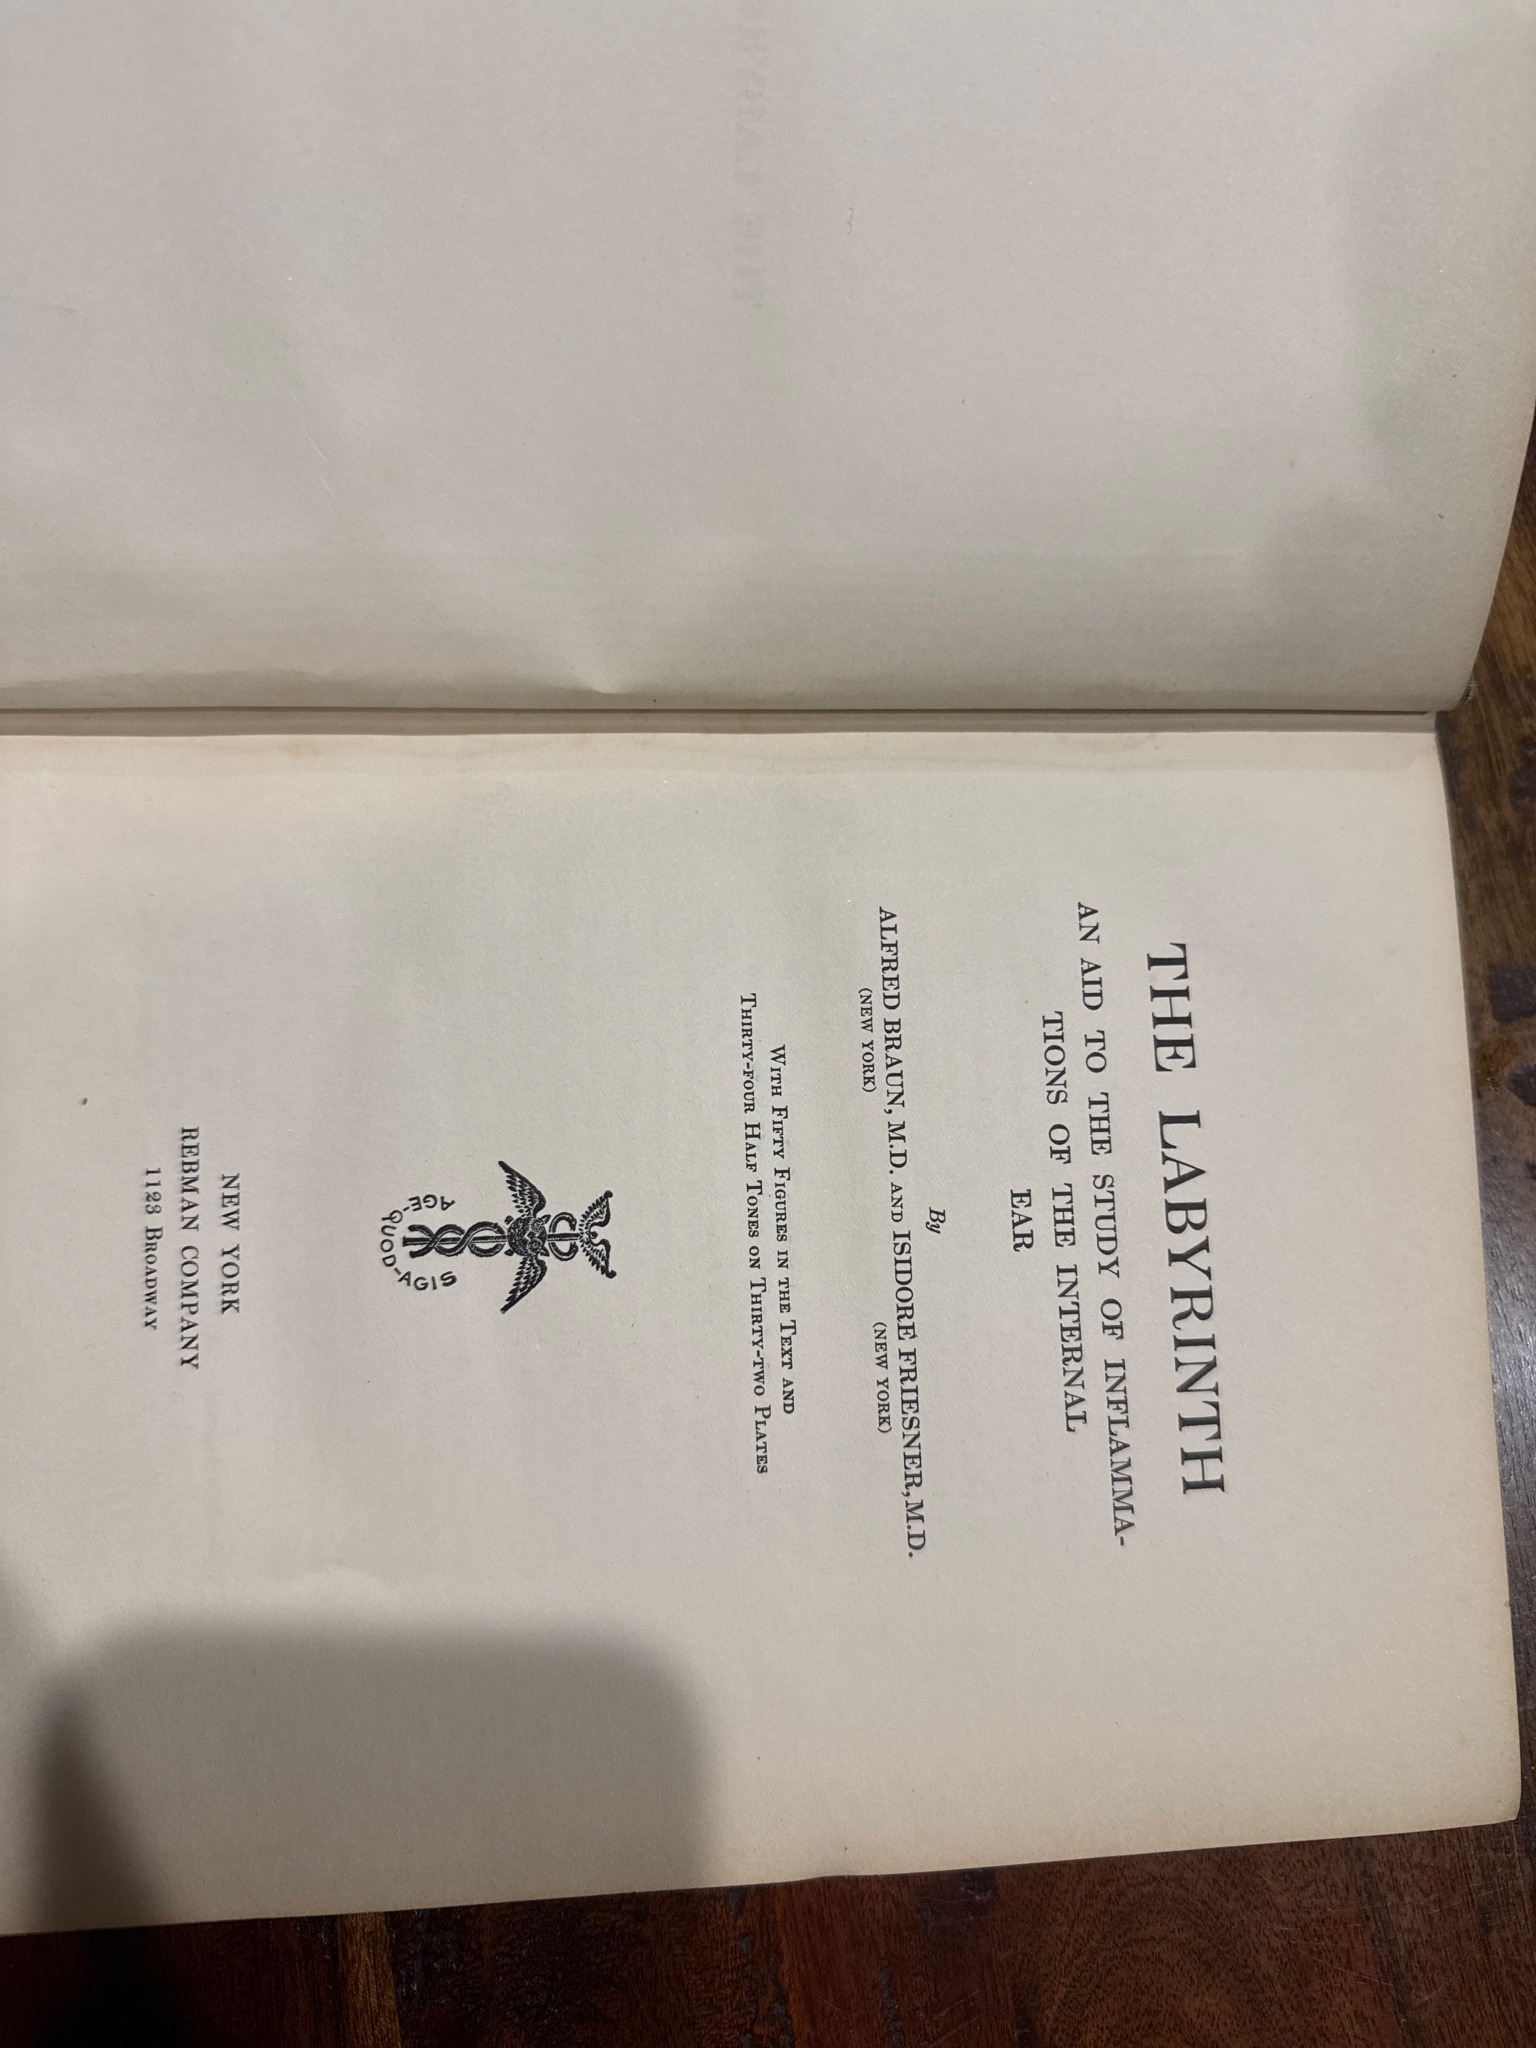 THE LABYRINTH
AN AID TO THE STUDY OF INFLAMMA-
TIONS OF THE INTERNAL
EAR
By
ALFRED BRAUN, M.D. AND ISIDORE FRIESNER, M.D.
(NEW YORK) (NEW YORK)
WITH FIFTY FIGURES IN THE TEXT AND
THIRTY-FOUR HALF TONES ON THIRTY-TWO PLATES
AGE-QUOD-AGIS
NEW YORK
REBMAN COMPANY
1123 BROADWAY